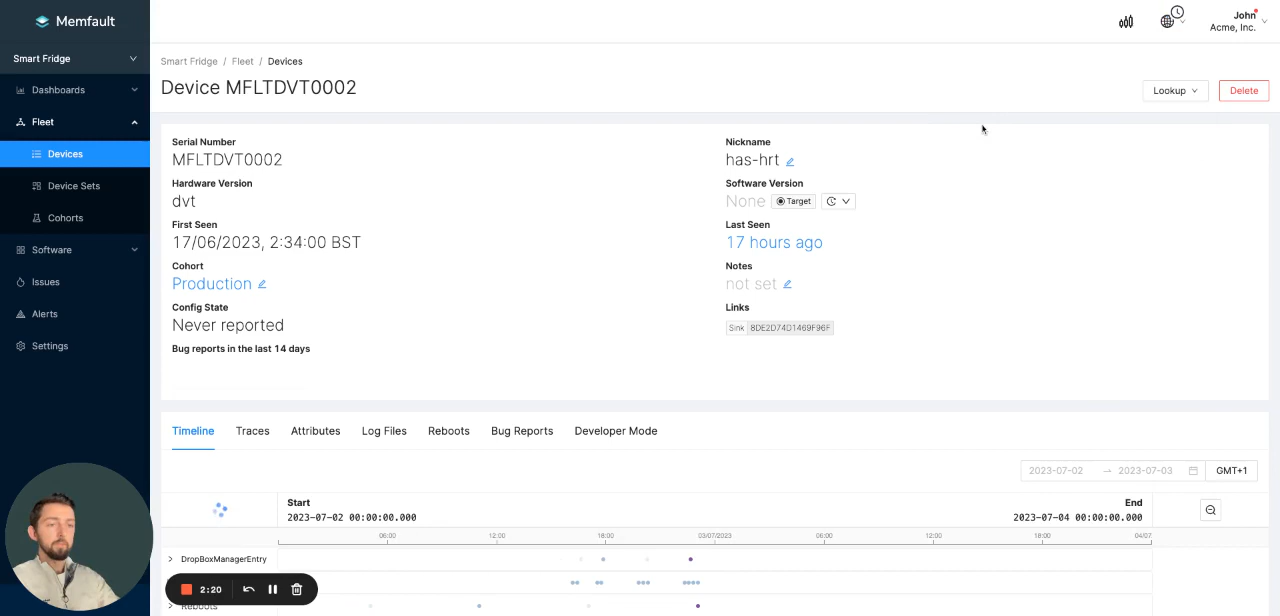 Memfault
John
Acme, Inc.
Smart Fridge
Dashboards
Fleet
Devices
Device Sets
Cohorts
Software
Issues
Alerts
Settings
Smart Fridge / Fleet / Devices
Device MFLTDVT0002
Lookup
Delete
Serial Number
MFLTDVT0002
Hardware Version
dvt
First Seen
17/06/2023, 2:34:00 BST
Cohort
Production
Config State
Never reported
Bug reports in the last 14 days
Nickname
has-hrt
Software Version
None Target
Last Seen
17 hours ago
Notes
not set
Links
Sink 8DE2D74D1469F96F
Timeline Traces Attributes Log Files Reboots Bug Reports Developer Mode
2023-07-02 → 2023-07-03 GMT+1
Start End
2023-07-02 00:00:00.000 2023-07-04 00:00:00.000
06:00 12:00 18:00 03/07/2023 06:00 12:00 18:00 04/07
DropBoxManagerEntry
2:20
Reboots